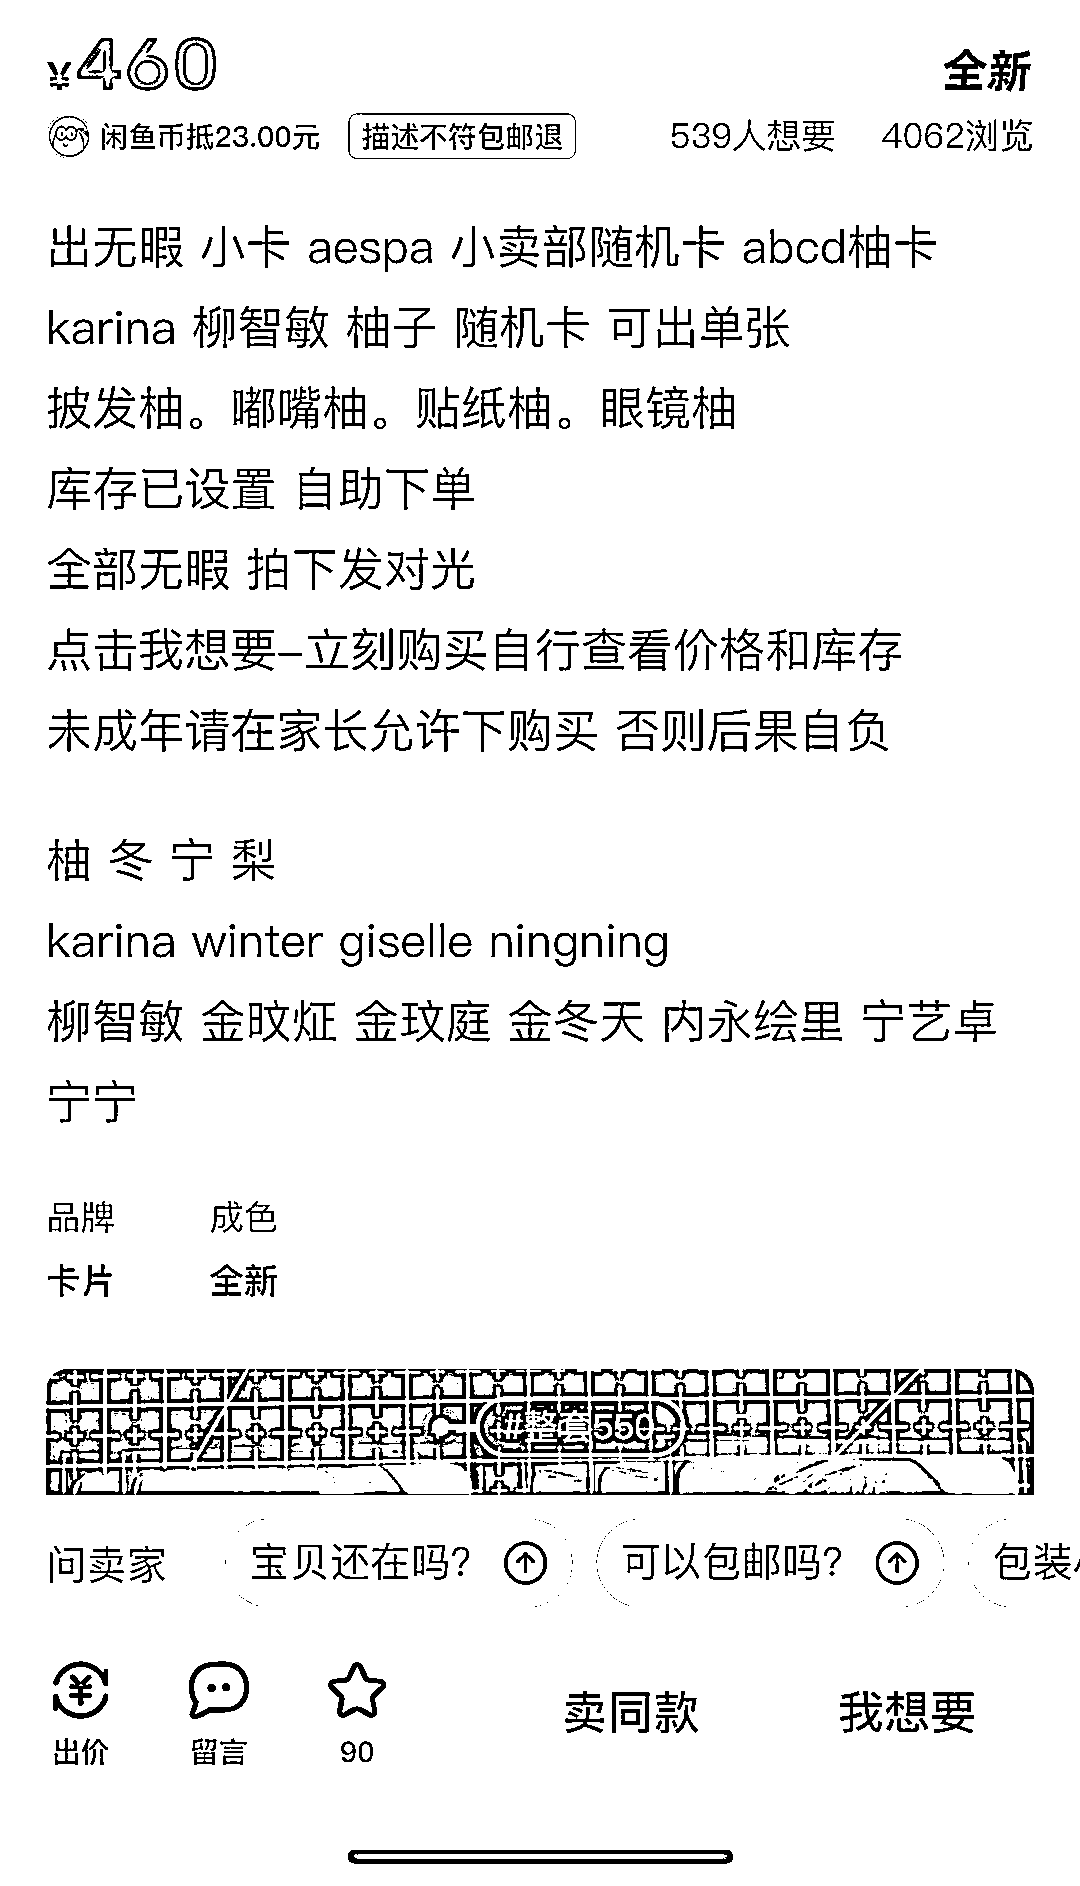 ¥460
全新
闲鱼币抵23.00元 描述不符包邮退 539人想要 4062浏览
出无暇 小卡 aespa 小卖部随机卡 abcd柚卡
karina 柳智敏 柚子 随机卡 可出单张
披发柚。嘟嘴柚。贴纸柚。眼镜柚
库存已设置 自助下单
全部无暇 拍下发对光
点击我想要–立刻购买自行查看价格和库存
未成年请在家长允许下购买 否则后果自负
柚 冬 宁 梨
karina winter giselle ningning
柳智敏 金旼炡 金玟庭 金冬天 内永绘里 宁艺卓
宁宁
品牌 成色
卡片 全新
#整套550
问卖家 宝贝还在吗? 可以包邮吗? 包装
出价 留言 90 卖同款 我想要